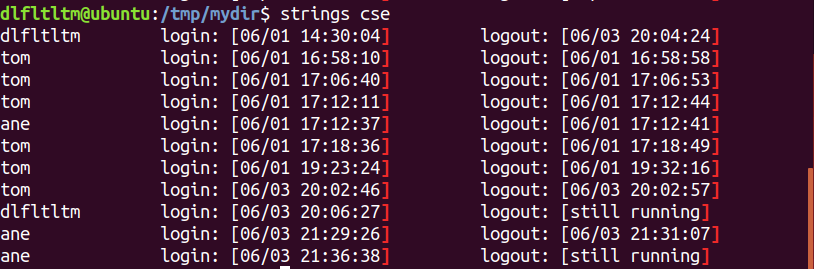 dlfltltm@ubuntu:/tmp/mydir$ strings cse
dlfltltm login: [06/01 14:30:04] logout: [06/03 20:04:24]
tom login: [06/01 16:58:10] logout: [06/01 16:58:58]
tom login: [06/01 17:06:40] logout: [06/01 17:06:53]
tom login: [06/01 17:12:11] logout: [06/01 17:12:44]
ane login: [06/01 17:12:37] logout: [06/01 17:12:41]
tom login: [06/01 17:18:36] logout: [06/01 17:18:49]
tom login: [06/01 19:23:24] logout: [06/01 19:32:16]
tom login: [06/03 20:02:46] logout: [06/03 20:02:57]
dlfltltm login: [06/03 20:06:27] logout: [still running]
ane login: [06/03 21:29:26] logout: [06/03 21:31:07]
ane login: [06/03 21:36:38] logout: [still running]